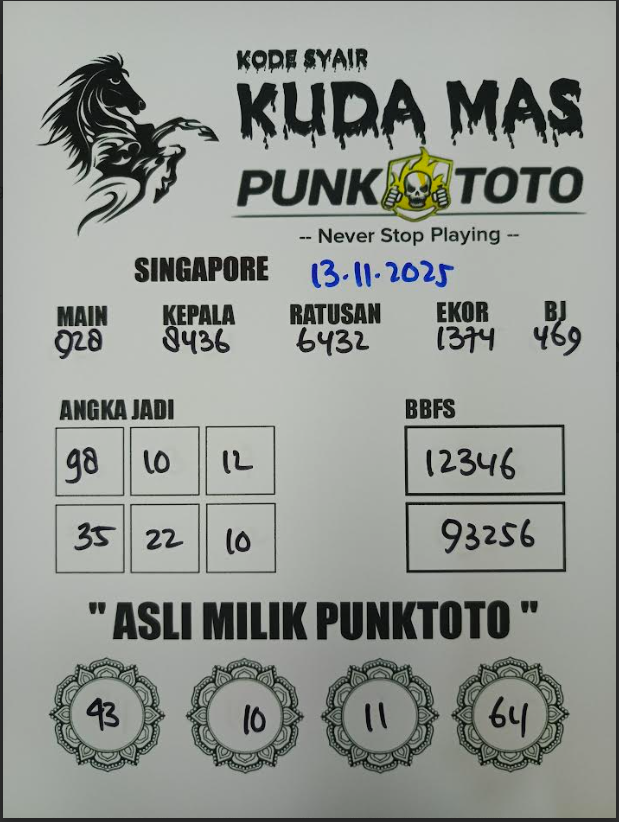 KODE SYAIR
KUDA MAS
PUNK TOTO
-- Never Stop Playing --
SINGAPORE 13.11.2025
MAIN KEPALA RATUSAN EKOR BJ
928 8436 6432 1374 469
ANGKA JADI BBFS
98 10 12 12346
35 22 10 93256
" ASLI MILIK PUNKTOTO "
43 10 11 64